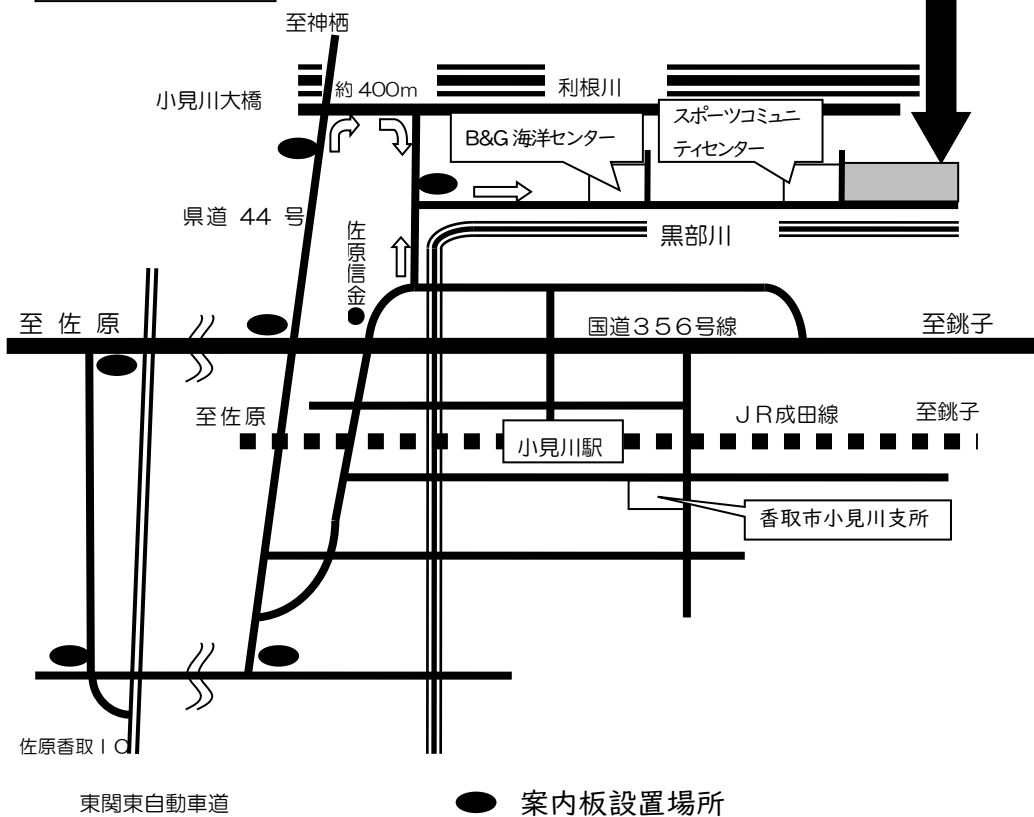 至神栖
小見川大橋
約400m
利根川
スポーツコミュニ
ティセンター
B&G 海洋センター
県道 44 号
佐原信金
黒部川
至 佐 原
国道３５６号線
至銚子
至佐原
ＪＲ成田線
至銚子
小見川駅
香取市小見川支所
佐原香取ＩＣ
東関東自動車道
案内板設置場所